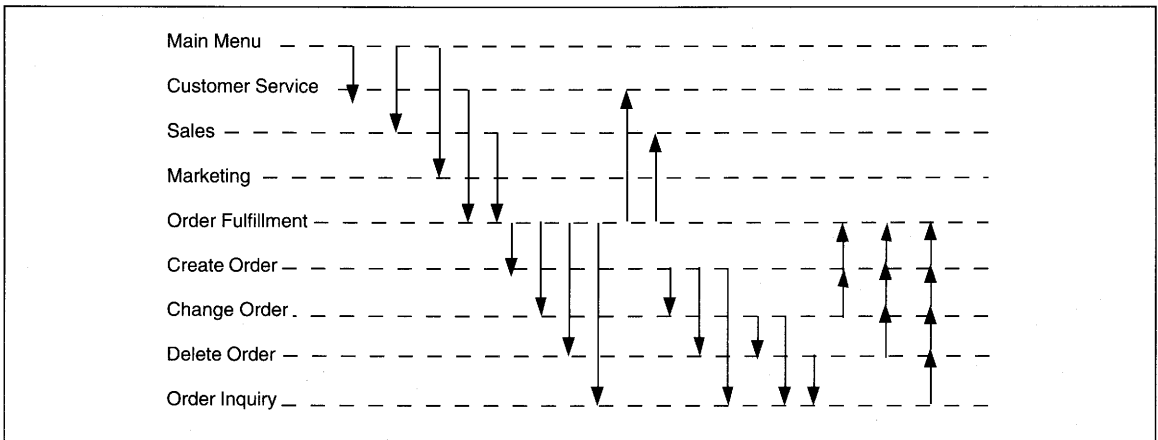 Main Menu
Customer Service
Sales
Marketing
Order Fulfillment
Create Order
Change Order
Delete Order
Order Inquiry